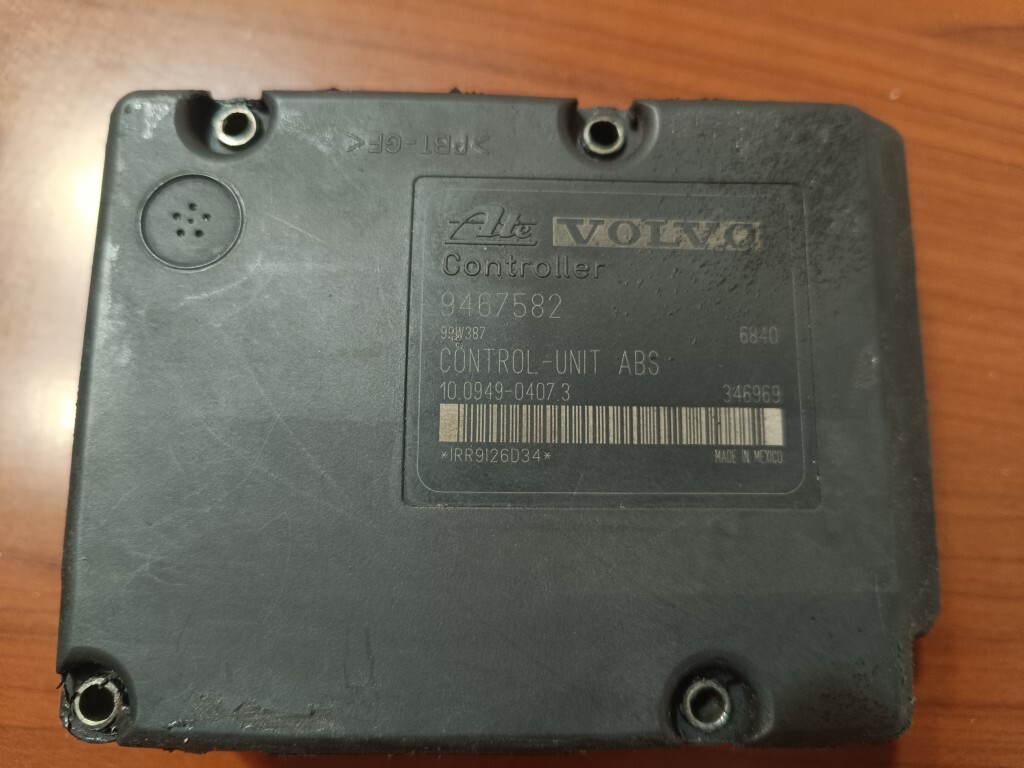 >PBT-GF<
Ate VOLVO
Controller
9467582
99W387 6840
CONTROL-UNIT ABS
10.0949-0407.3 346969
*IRR9I26D34* MADE IN MEXICO